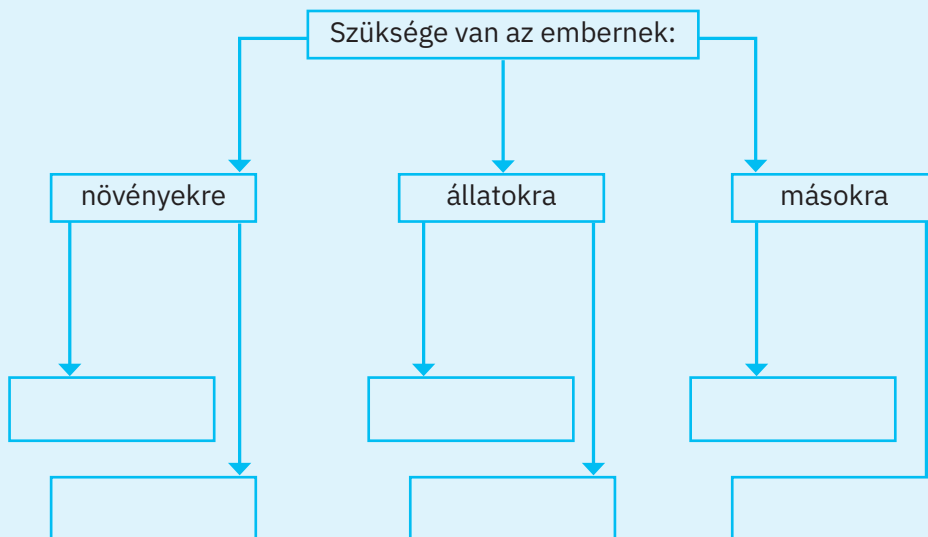 Szüksége van az embernek:
növényekre
állatokra
másokra